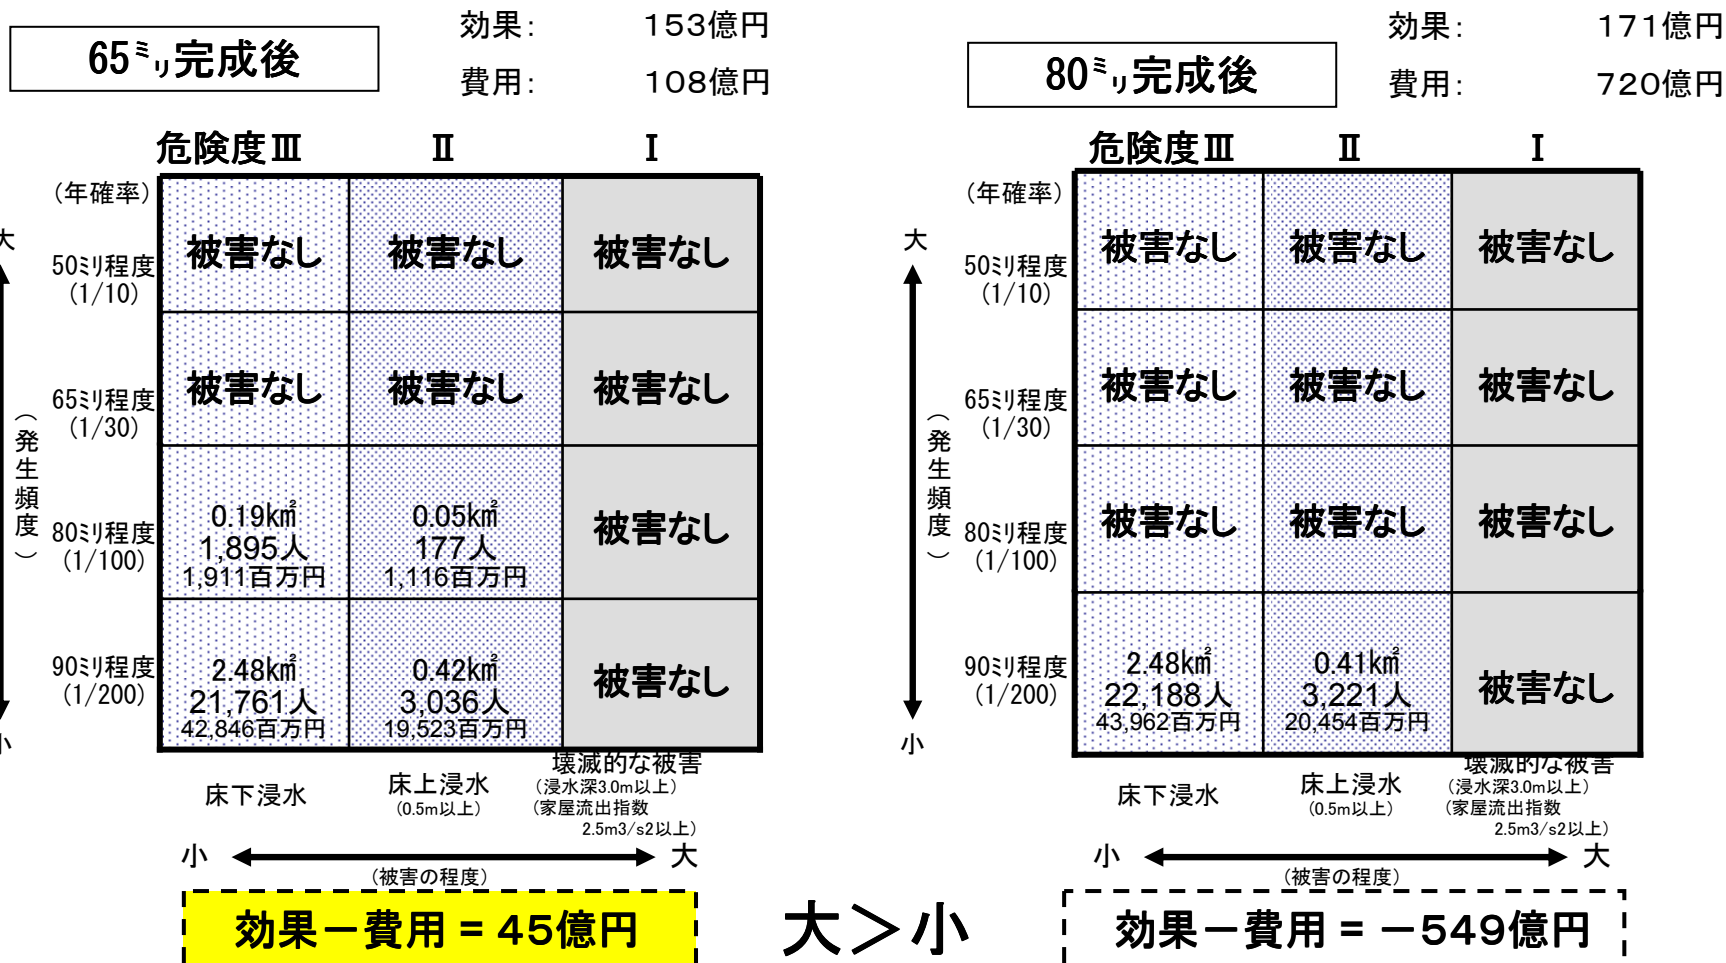 65ミリ完成後
効果: 153億円
費用: 108億円
危険度Ⅲ Ⅱ Ⅰ
(年確率)
大
50ミリ程度
(1/10)
被害なし 被害なし 被害なし
65ミリ程度
(1/30)
被害なし 被害なし 被害なし
(発生頻度)
80ミリ程度
(1/100)
0.19k㎡
1,895人
1,911百万円
0.05k㎡
177人
1,116百万円
被害なし
90ミリ程度
(1/200)
2.48k㎡
21,761人
42,846百万円
0.42k㎡
3,036人
19,523百万円
被害なし
小
床下浸水
床上浸水
(0.5m以上)
壊滅的な被害
(浸水深3.0m以上)
(家屋流出指数
2.5m3/s2以上)
小 大
(被害の程度)
効果-費用 = 45億円
大>小
80ミリ完成後
効果: 171億円
費用: 720億円
危険度Ⅲ Ⅱ Ⅰ
(年確率)
大
50ミリ程度
(1/10)
被害なし 被害なし 被害なし
65ミリ程度
(1/30)
被害なし 被害なし 被害なし
(発生頻度)
80ミリ程度
(1/100)
被害なし 被害なし 被害なし
90ミリ程度
(1/200)
2.48k㎡
22,188人
43,962百万円
0.41k㎡
3,221人
20,454百万円
被害なし
小
床下浸水
床上浸水
(0.5m以上)
壊滅的な被害
(浸水深3.0m以上)
(家屋流出指数
2.5m3/s2以上)
小 大
(被害の程度)
効果-費用 = -549億円